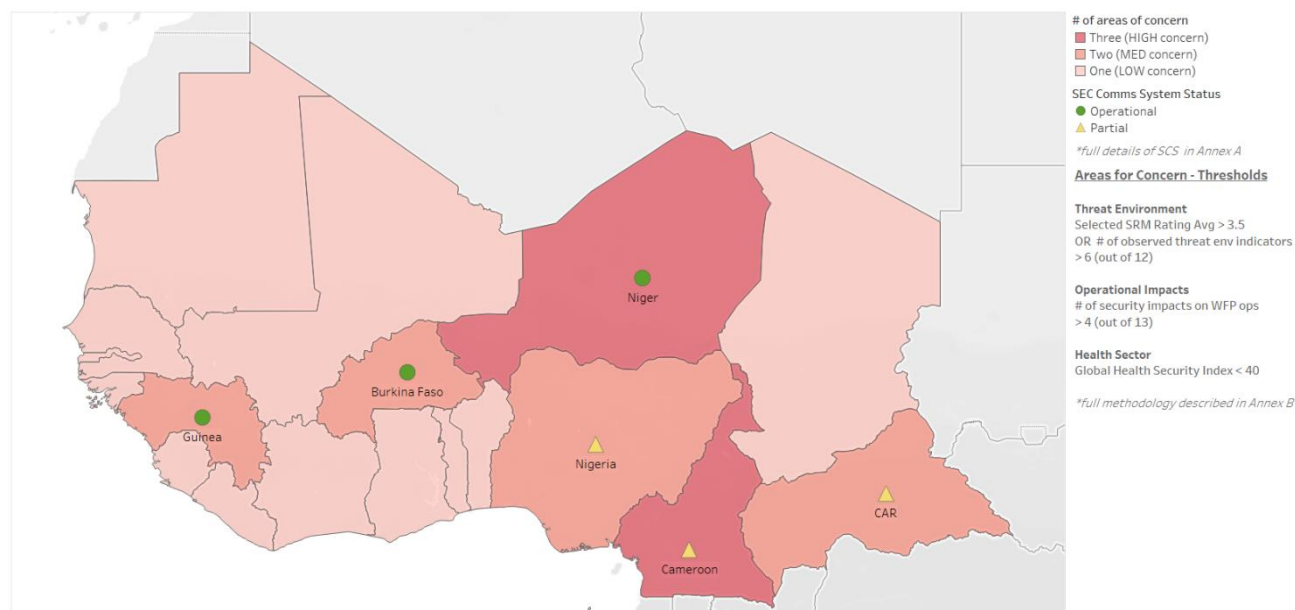 # of areas of concern
Three (HIGH concern)
Two (MED concern)
One (LOW concern)
SEC Comms System Status
Operational
Partial
*full details of SCS in Annex A
Areas for Concern - Thresholds
Threat Environment
Selected SRM Rating Avg > 3.5
OR # of observed threat env indicators
> 6 (out of 12)
Operational Impacts
# of security impacts on WFP ops
> 4 (out of 13)
Health Sector
Global Health Security Index < 40
*full methodology described in Annex B
Niger
Burkina Faso
Guinea
Nigeria
CAR
Cameroon